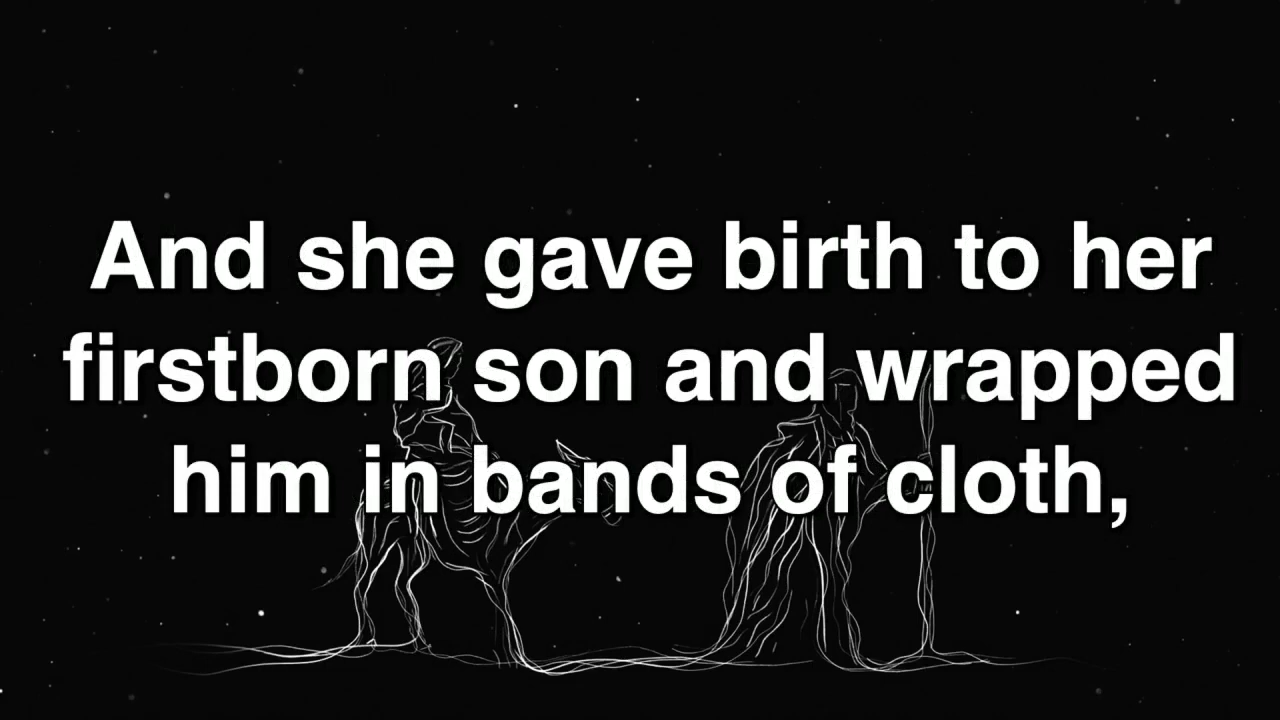 And she gave birth to her
firstborn son and wrapped
him in bands of cloth,